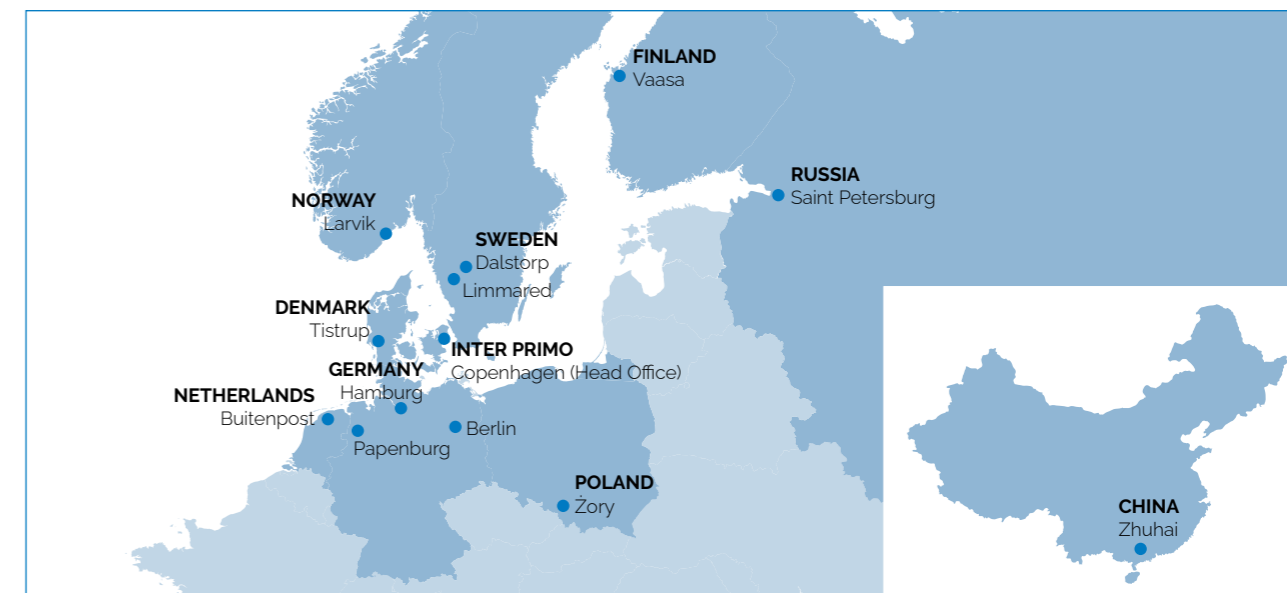 FINLAND
Vaasa
RUSSIA
Saint Petersburg
NORWAY
Larvik
SWEDEN
Dalstorp
Limmared
DENMARK
Tistrup
INTER PRIMO
Copenhagen (Head Office)
GERMANY
Hamburg
NETHERLANDS
Buitenpost
Berlin
Papenburg
POLAND
Żory
CHINA
Zhuhai